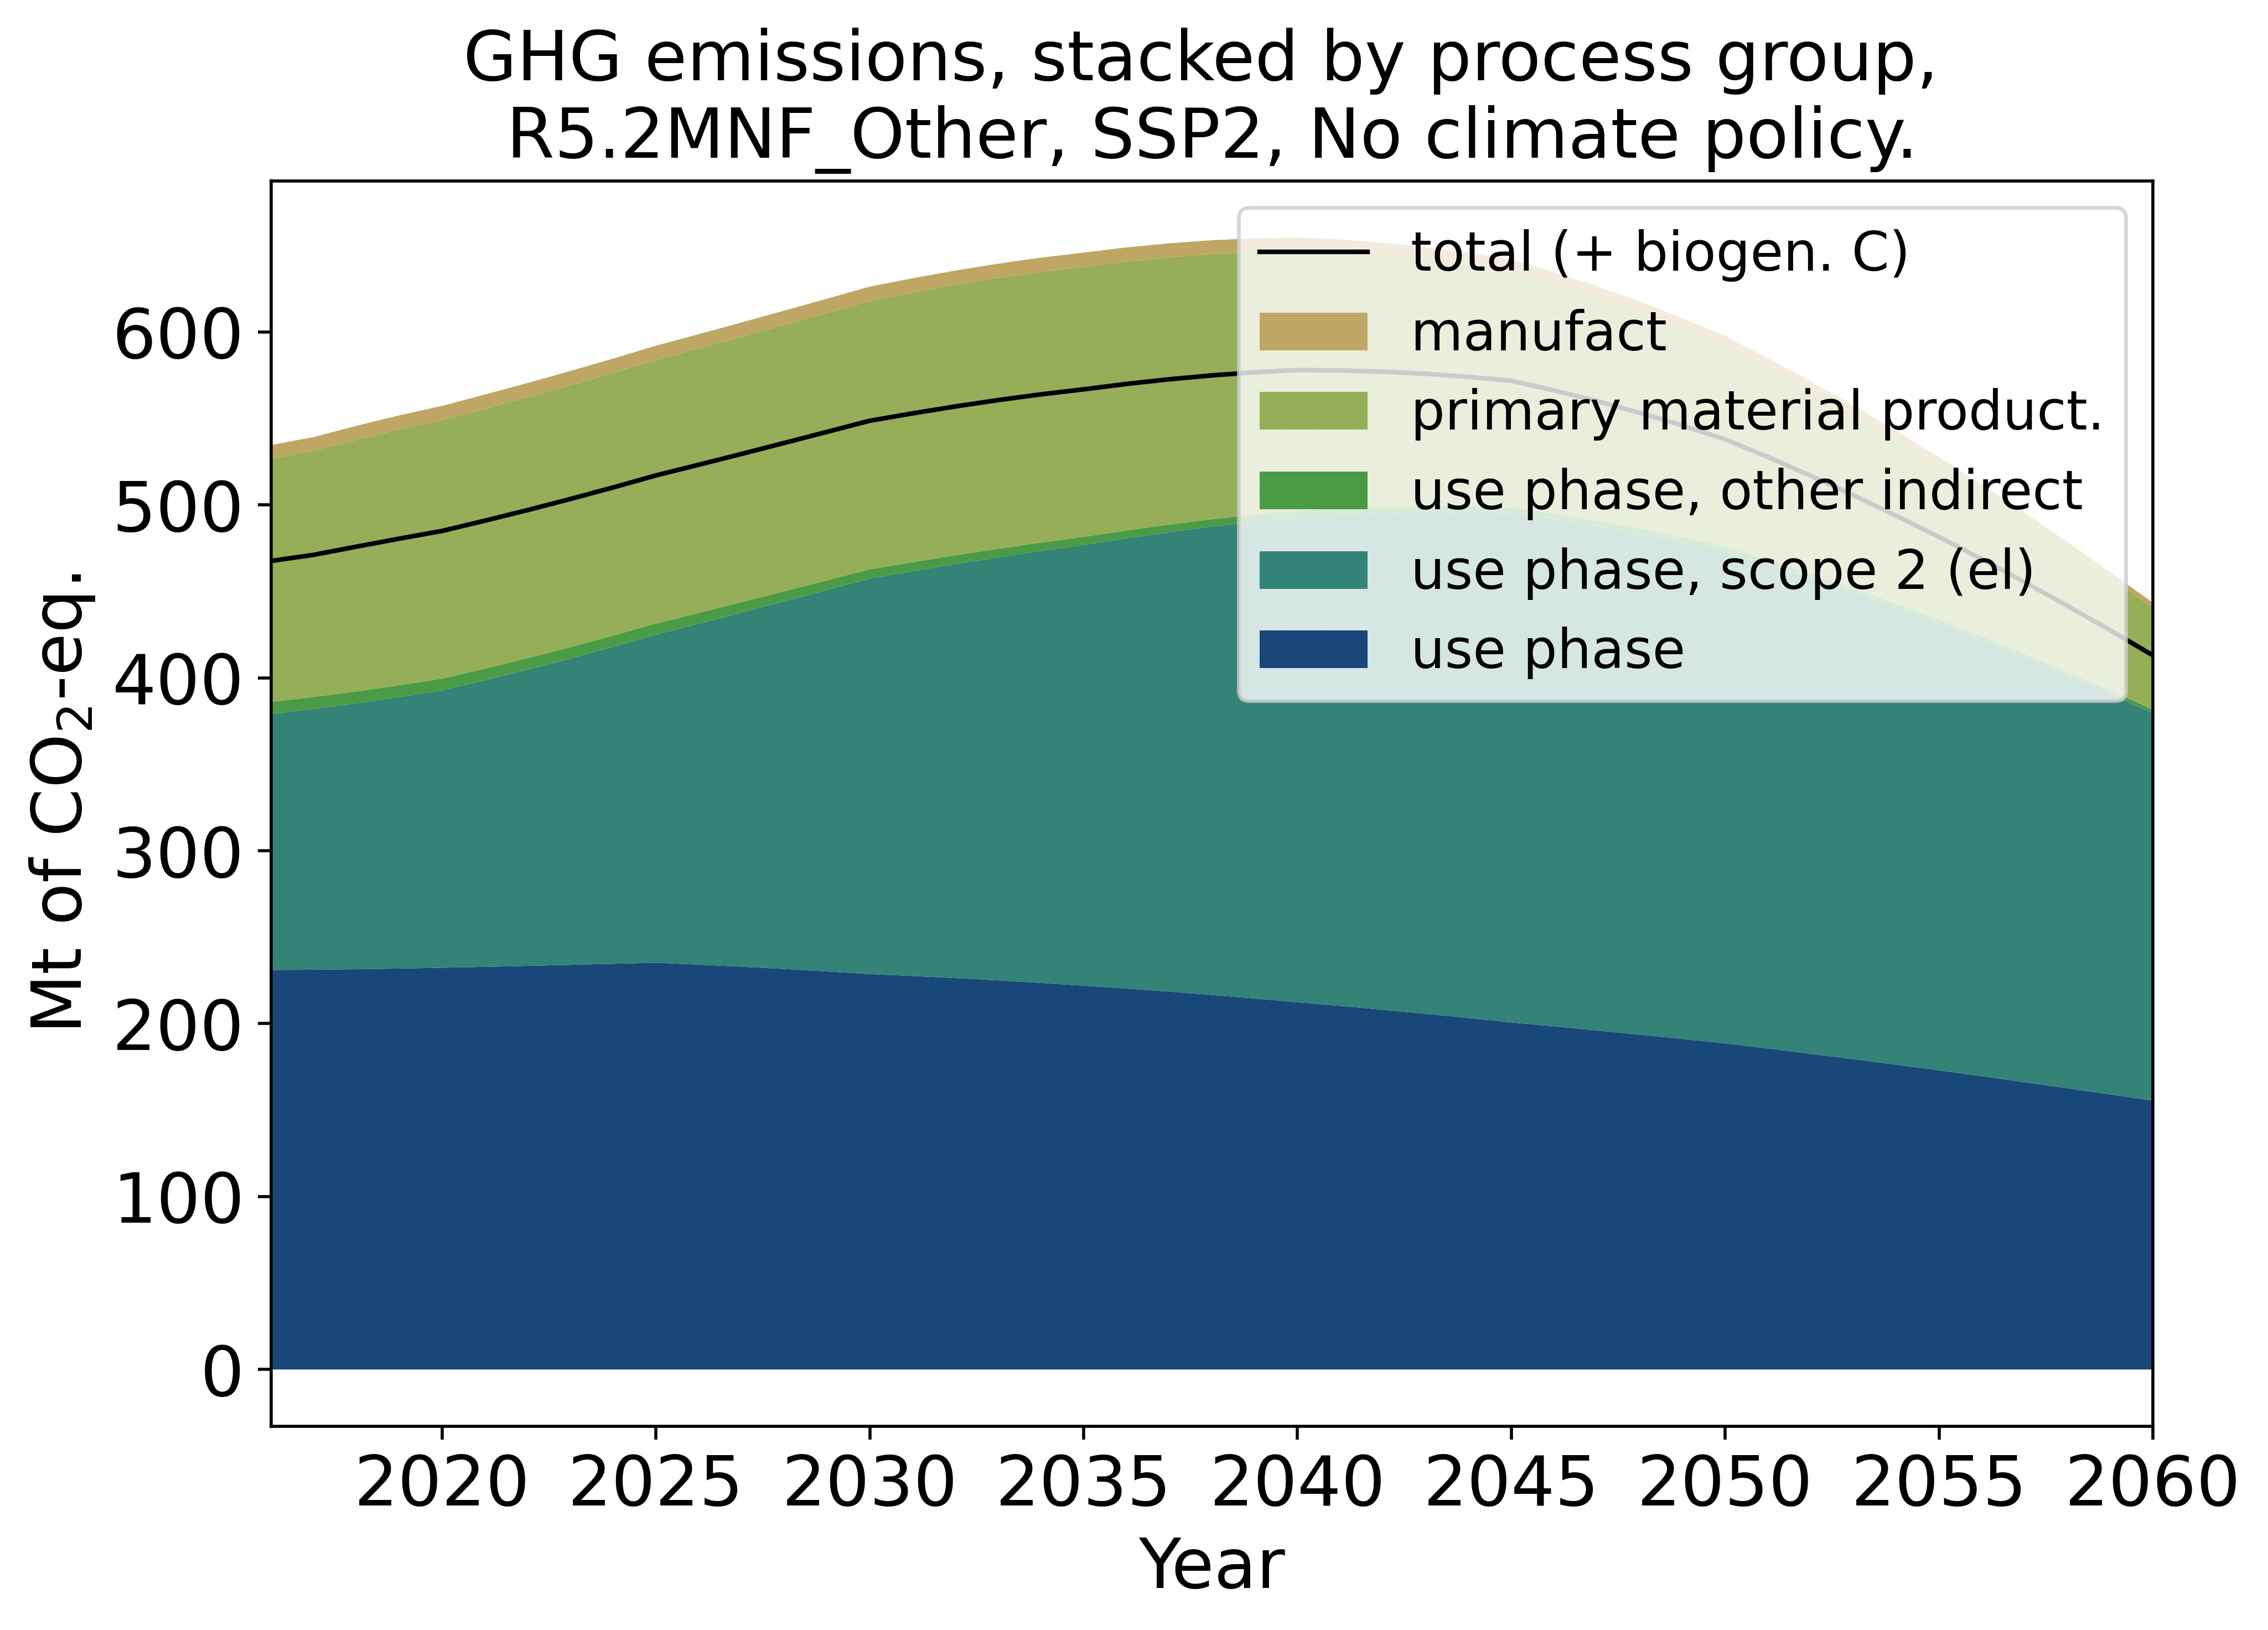 GHG emissions, stacked by process group,
R5.2MNF_Other, SSP2, No climate policy.
total (+ biogen. C)
manufact
primary material product.
use phase, other indirect
use phase, scope 2 (el)
use phase
Mt of CO₂-eq.
600
500
400
300
200
100
0
2020 2025 2030 2035 2040 2045 2050 2055 2060
Year